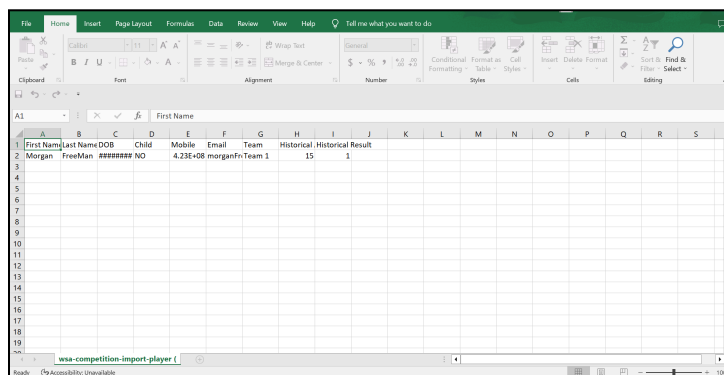 File Home Insert Page Layout Formulas Data Review View Help Tell me what you want to do
Paste
Calibri 11 A A
B I U A
Wrap Text
Merge & Center
General
$ % ,
Conditional Formatting
Format as Table
Cell Styles
Insert Delete Format
Sort & Filter
Find & Select
Clipboard Font Alignment Number Styles Cells Editing
A1 fx First Name
A B C D E F G H I J K L M N O P Q R S
1 First Name Last Name DOB Child Mobile Email Team Historical Historical Result
2 Morgan FreeMan ######## NO 4.23E+08 morganFr Team 1 15 1
3
4
5
6
7
8
9
10
11
12
13
14
15
16
17
18
19
wsa-competition-import-player (
Ready Accessibility: Unavailable